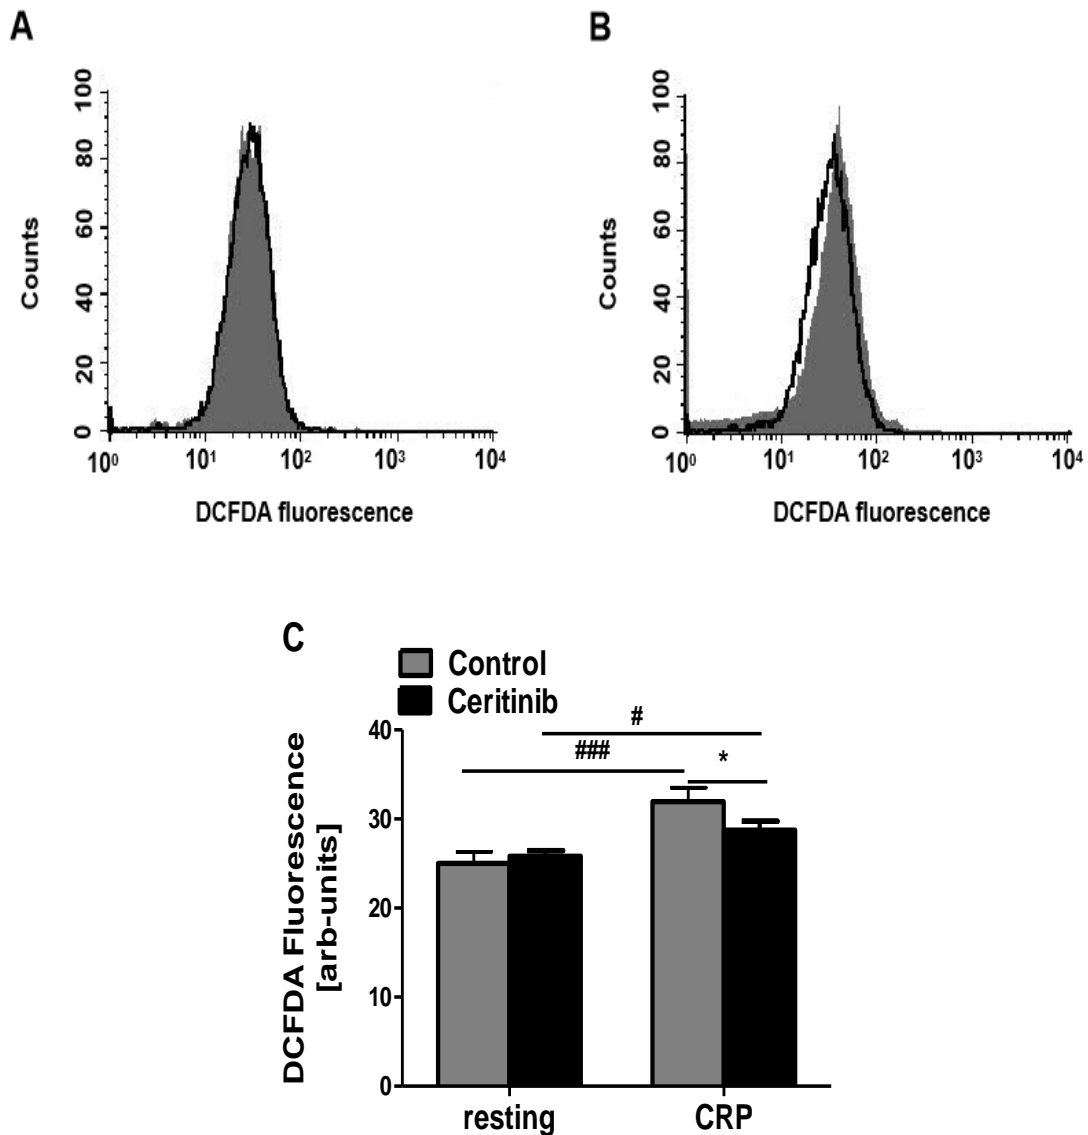 A
B
100
80
60
40
20
0
Counts
10⁰ 10¹ 10² 10³ 10⁴
DCFDA fluorescence
100
80
60
40
20
0
Counts
10⁰ 10¹ 10² 10³ 10⁴
DCFDA fluorescence
C
Control
Ceritinib
DCFDA Fluorescence
[arb-units]
40
30
20
10
0
#
###
*
resting CRP